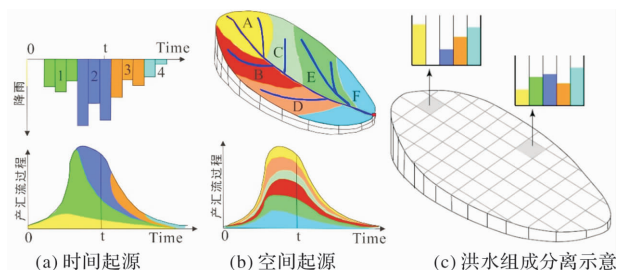 0 t Time
降雨
1 2 3 4
产汇流过程
0 t Time
(a) 时间起源
A
C
B
E
D
F
产汇流过程
0 t Time
(b) 空间起源
(c) 洪水组成分离示意